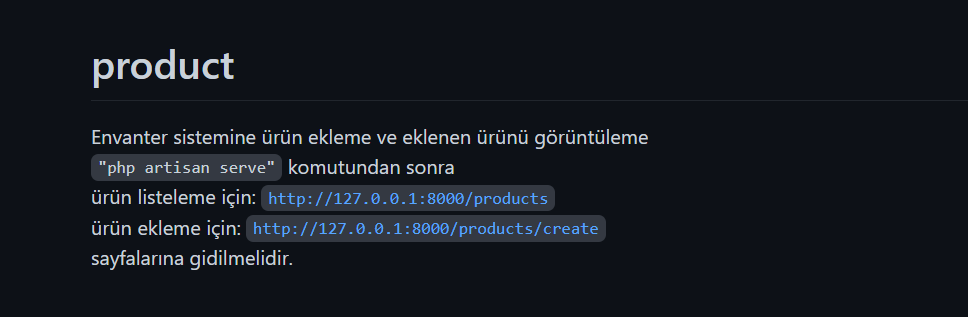 product
Envanter sistemine ürün ekleme ve eklenen ürünü görüntüleme
"php artisan serve" komutundan sonra
ürün listeleme için: http://127.0.0.1:8000/products
ürün ekleme için: http://127.0.0.1:8000/products/create
sayfalarına gidilmelidir.